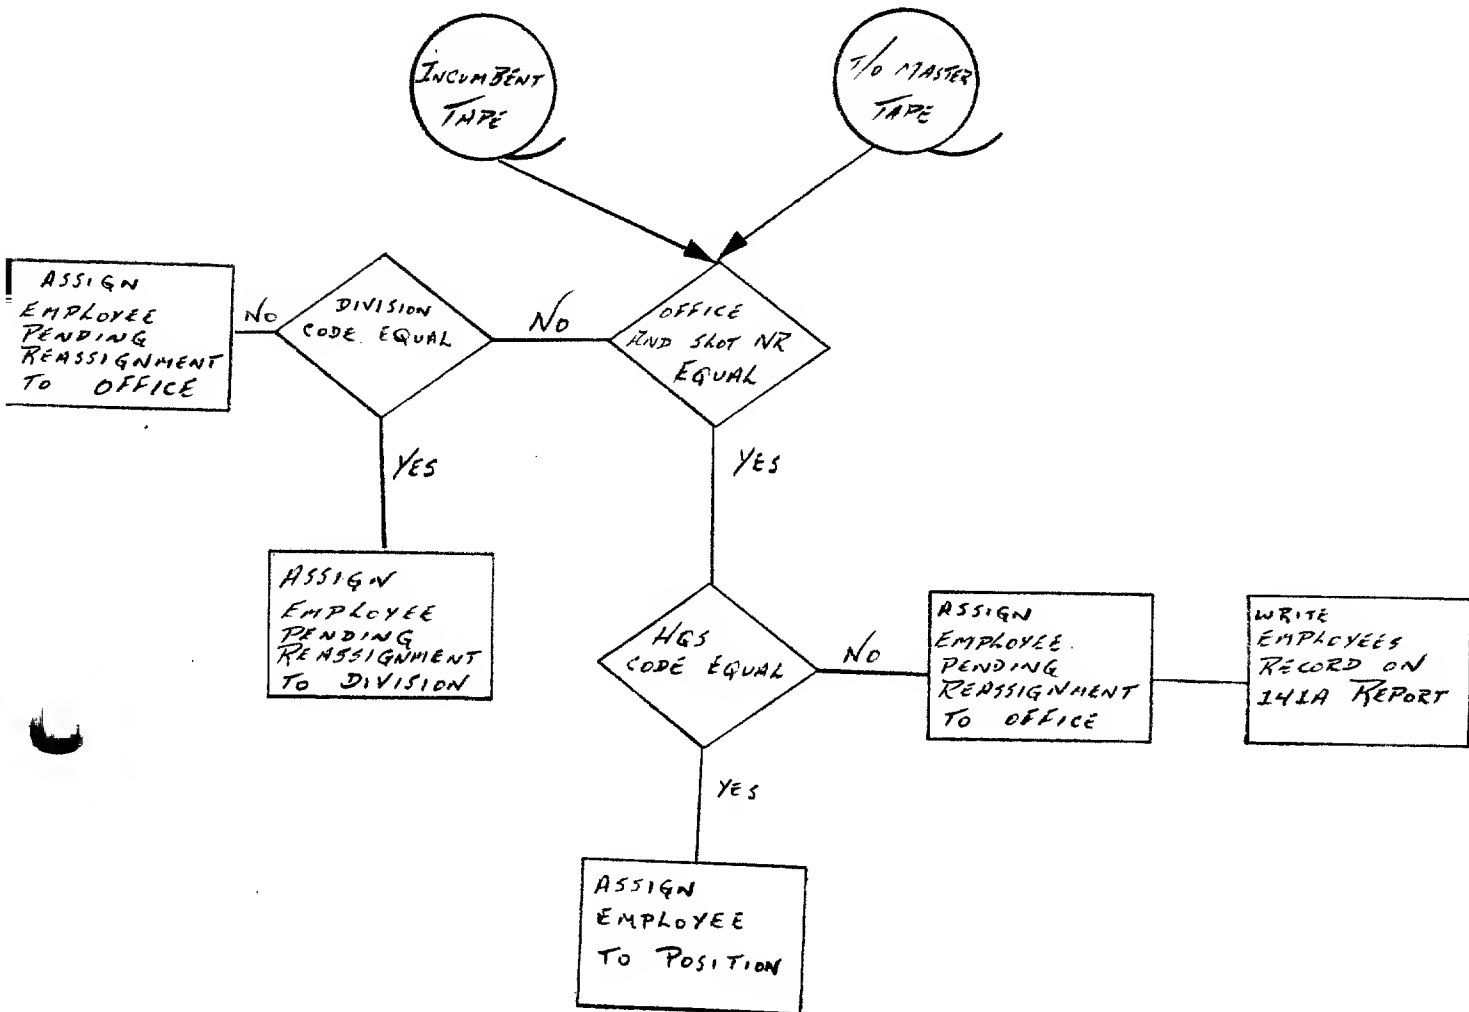 INCUMBENT
TAPE
T/O MASTER
TAPE
ASSIGN
EMPLOYEE
PENDING
REASSIGNMENT
TO OFFICE
NO
DIVISION
CODE EQUAL
NO
OFFICE
AND SLOT NR
EQUAL
YES
YES
ASSIGN
EMPLOYEE
PENDING
REASSIGNMENT
TO DIVISION
HGS
CODE EQUAL
NO
ASSIGN
EMPLOYEE
PENDING
REASSIGNMENT
TO OFFICE
WRITE
EMPLOYEES
RECORD ON
141A REPORT
YES
ASSIGN
EMPLOYEE
TO POSITION